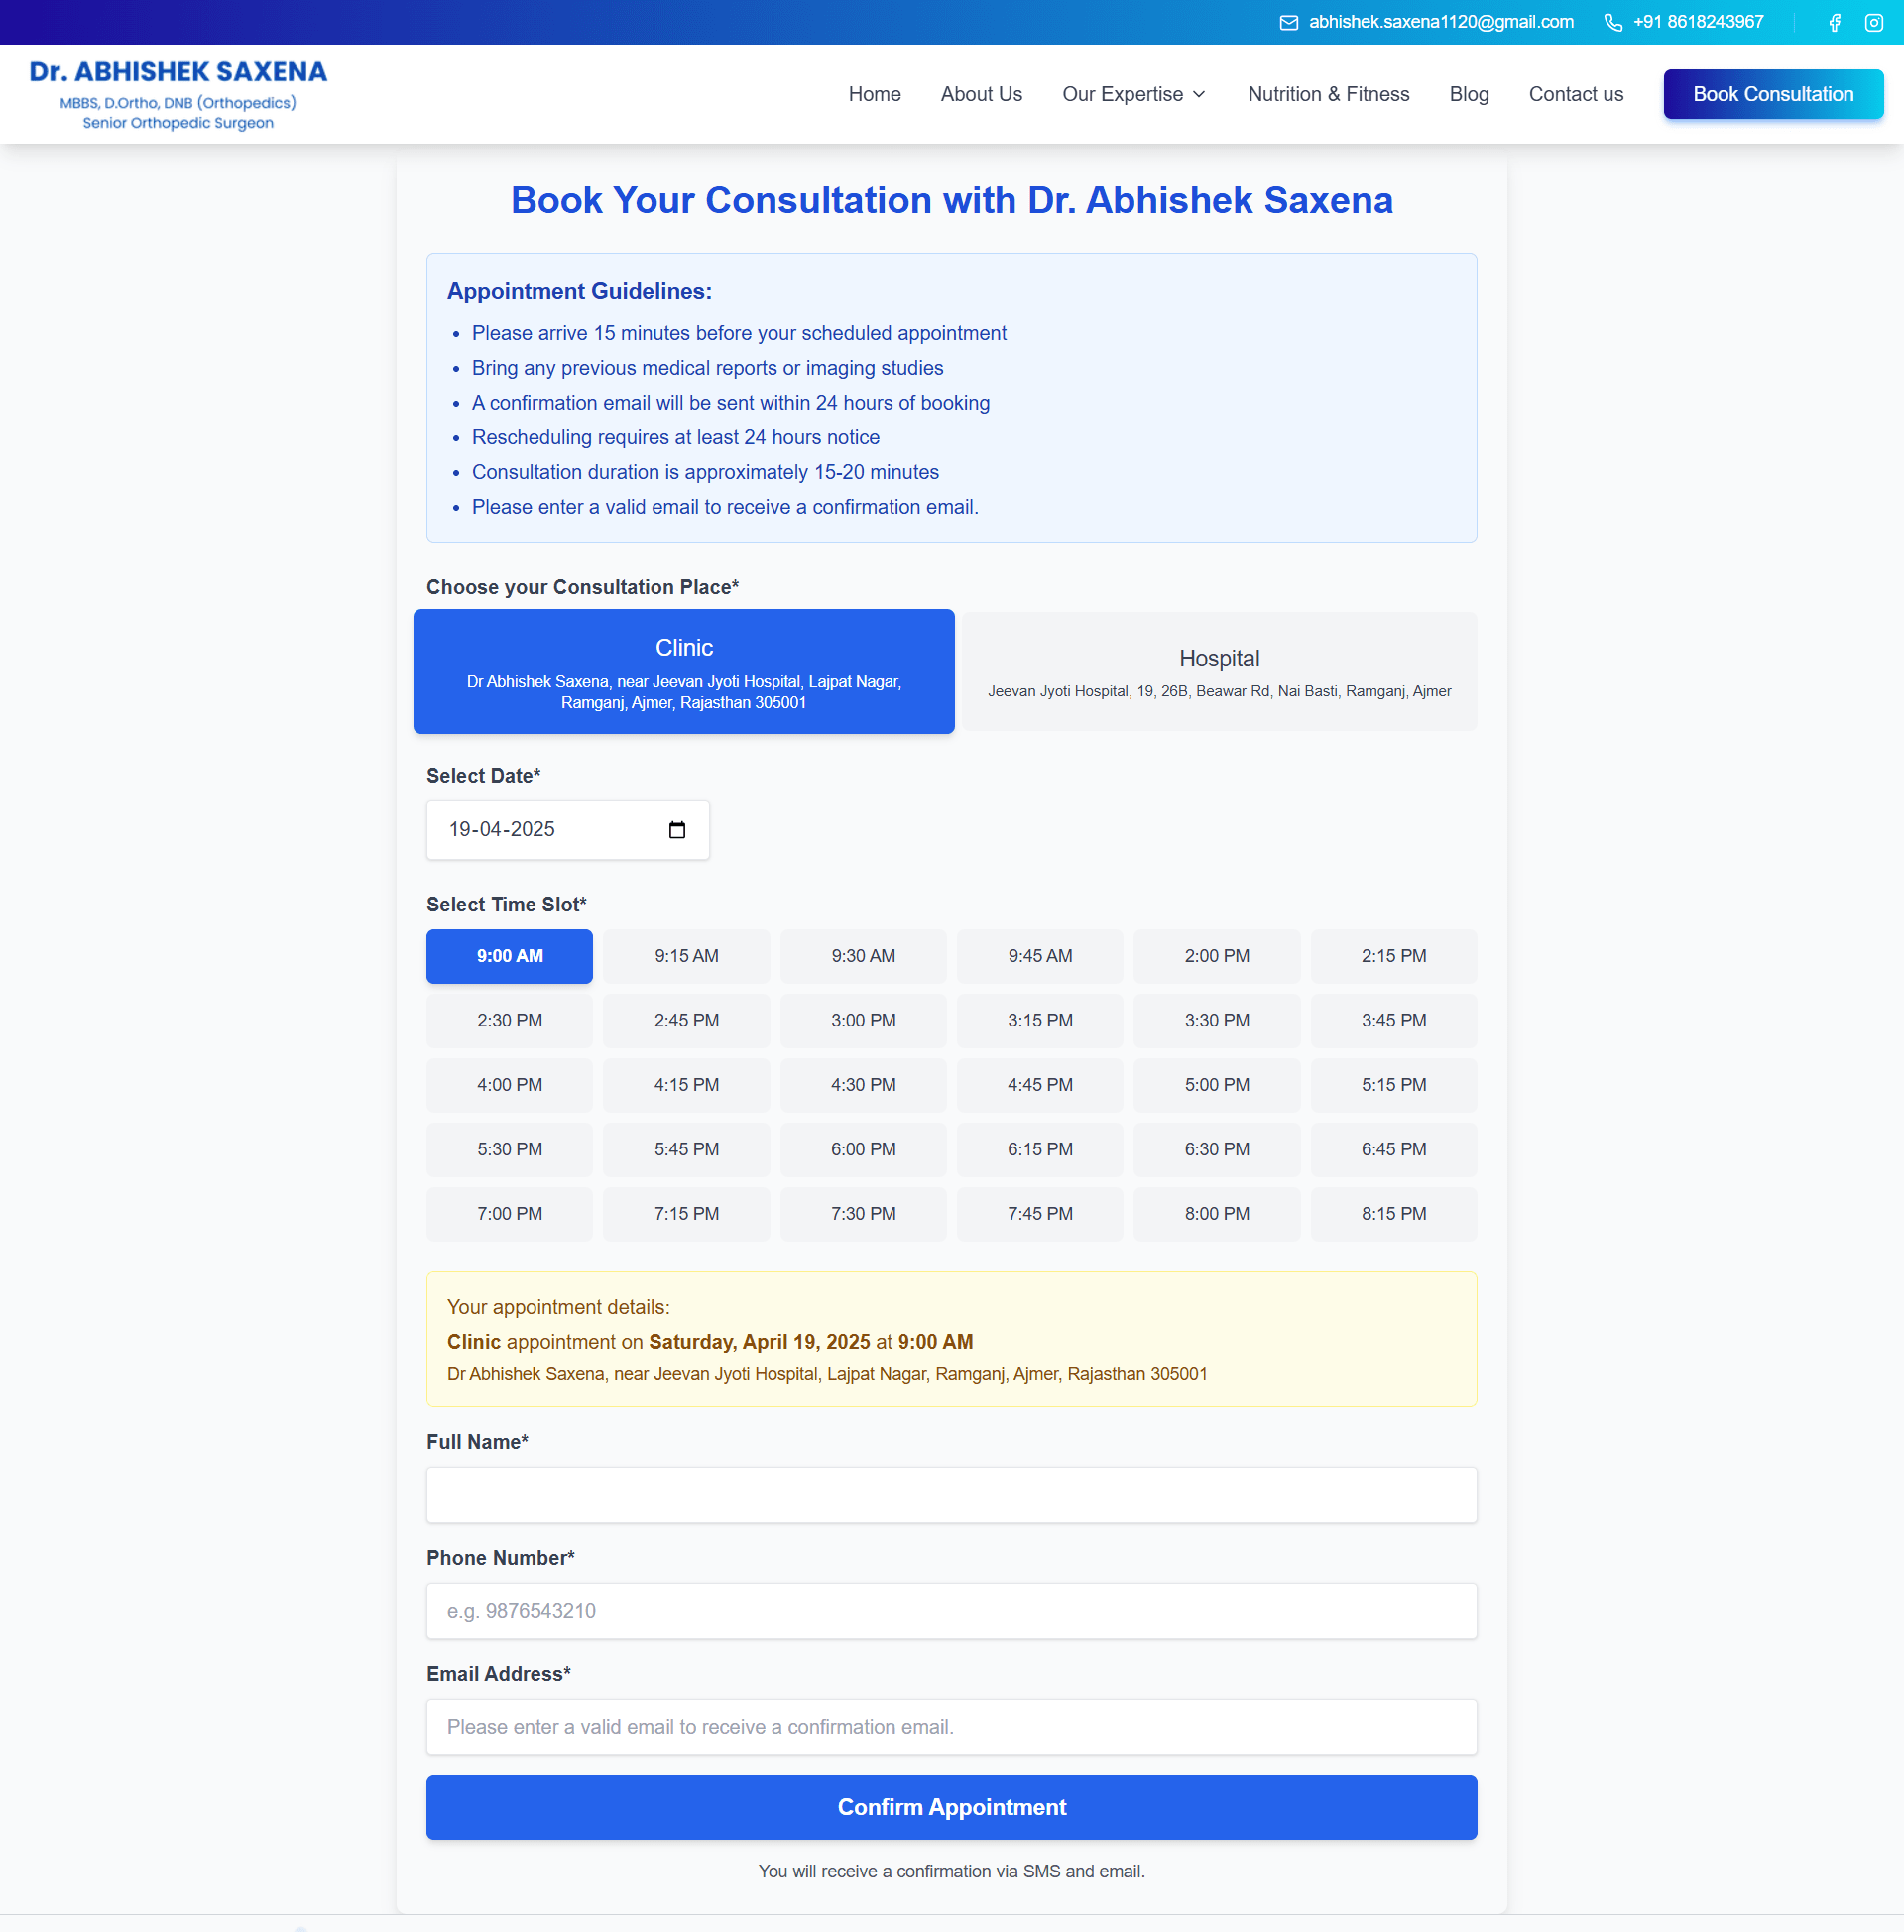 abhishek.saxena1120@gmail.com
+91 8618243967
Dr. ABHISHEK SAXENA
MBBS, D.Ortho, DNB (Orthopedics)
Senior Orthopedic Surgeon
Home
About Us
Our Expertise
Nutrition & Fitness
Blog
Contact us
Book Consultation
Book Your Consultation with Dr. Abhishek Saxena
Appointment Guidelines:
• Please arrive 15 minutes before your scheduled appointment
• Bring any previous medical reports or imaging studies
• A confirmation email will be sent within 24 hours of booking
• Rescheduling requires at least 24 hours notice
• Consultation duration is approximately 15-20 minutes
• Please enter a valid email to receive a confirmation email.
Choose your Consultation Place*
Clinic
Dr Abhishek Saxena, near Jeevan Jyoti Hospital, Lajpat Nagar,
Ramganj, Ajmer, Rajasthan 305001
Hospital
Jeevan Jyoti Hospital, 19, 26B, Beawar Rd, Nai Basti, Ramganj, Ajmer
Select Date*
19-04-2025
Select Time Slot*
9:00 AM
9:15 AM
9:30 AM
9:45 AM
2:00 PM
2:15 PM
2:30 PM
2:45 PM
3:00 PM
3:15 PM
3:30 PM
3:45 PM
4:00 PM
4:15 PM
4:30 PM
4:45 PM
5:00 PM
5:15 PM
5:30 PM
5:45 PM
6:00 PM
6:15 PM
6:30 PM
6:45 PM
7:00 PM
7:15 PM
7:30 PM
7:45 PM
8:00 PM
8:15 PM
Your appointment details:
Clinic appointment on Saturday, April 19, 2025 at 9:00 AM
Dr Abhishek Saxena, near Jeevan Jyoti Hospital, Lajpat Nagar, Ramganj, Ajmer, Rajasthan 305001
Full Name*
Phone Number*
e.g. 9876543210
Email Address*
Please enter a valid email to receive a confirmation email.
Confirm Appointment
You will receive a confirmation via SMS and email.